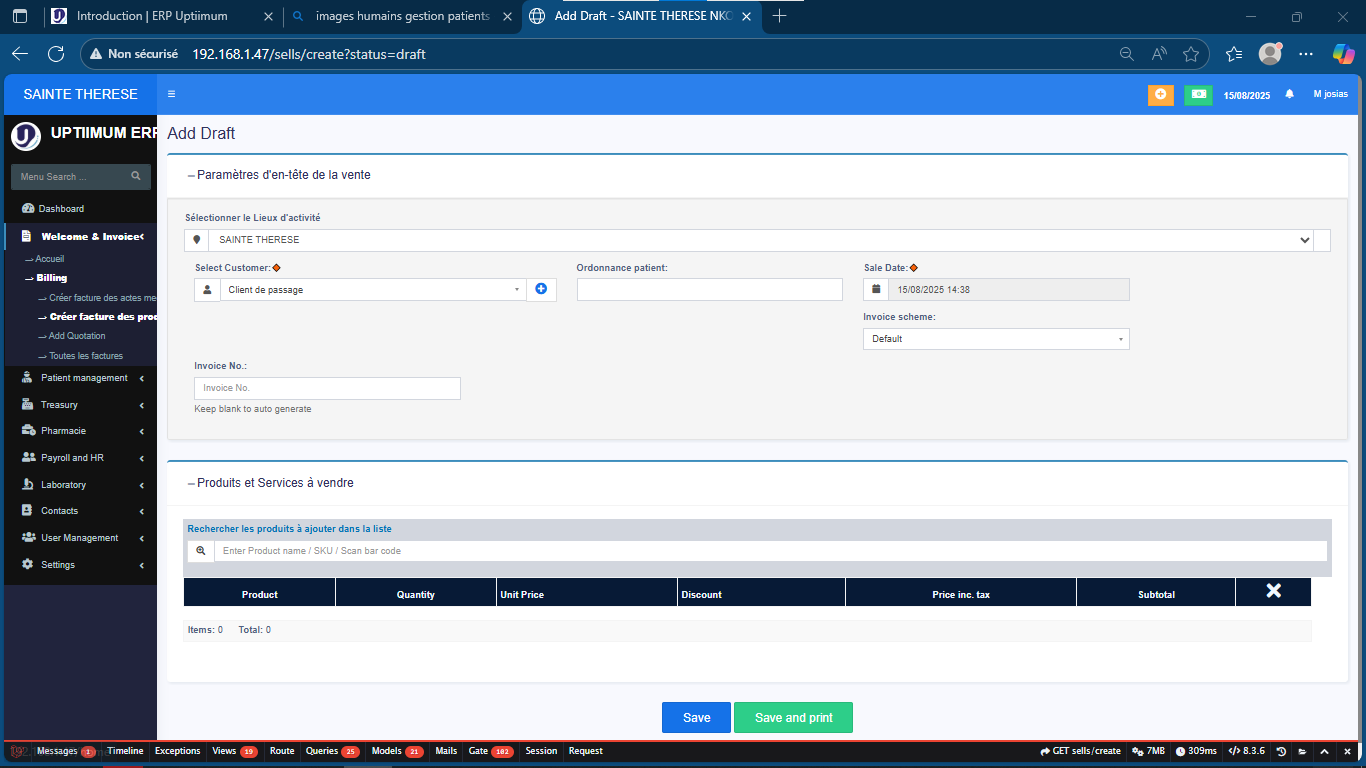 Introduction | ERP Uptiimum
images humains gestion patients
Add Draft - SAINTE THERESE NKO
Non sécurisé 192.168.1.47/sells/create?status=draft
SAINTE THERESE
15/08/2025 M josias
UPTIIMUM ERP
Add Draft
Paramètres d'en-tête de la vente
Menu Search ...
Dashboard
Welcome & Invoice
Accueil
Billing
Créer facture des actes me
Créer facture des prod
Add Quotation
Toutes les factures
Patient management
Treasury
Pharmacie
Payroll and HR
Laboratory
Contacts
User Management
Settings
Sélectionner le Lieux d'activité
SAINTE THERESE
Select Customer: Ordonnance patient: Sale Date:
Client de passage 15/08/2025 14:38
Invoice scheme:
Default
Invoice No.:
Invoice No.
Keep blank to auto generate
Produits et Services à vendre
Rechercher les produits à ajouter dans la liste
Enter Product name / SKU / Scan bar code
Product Quantity Unit Price Discount Price inc. tax Subtotal
Items: 0 Total: 0
Save Save and print
Messages 1 Timeline Exceptions Views 19 Route Queries 25 Models 21 Mails Gate 102 Session Request GET sells/create 7MB 309ms 8.3.6